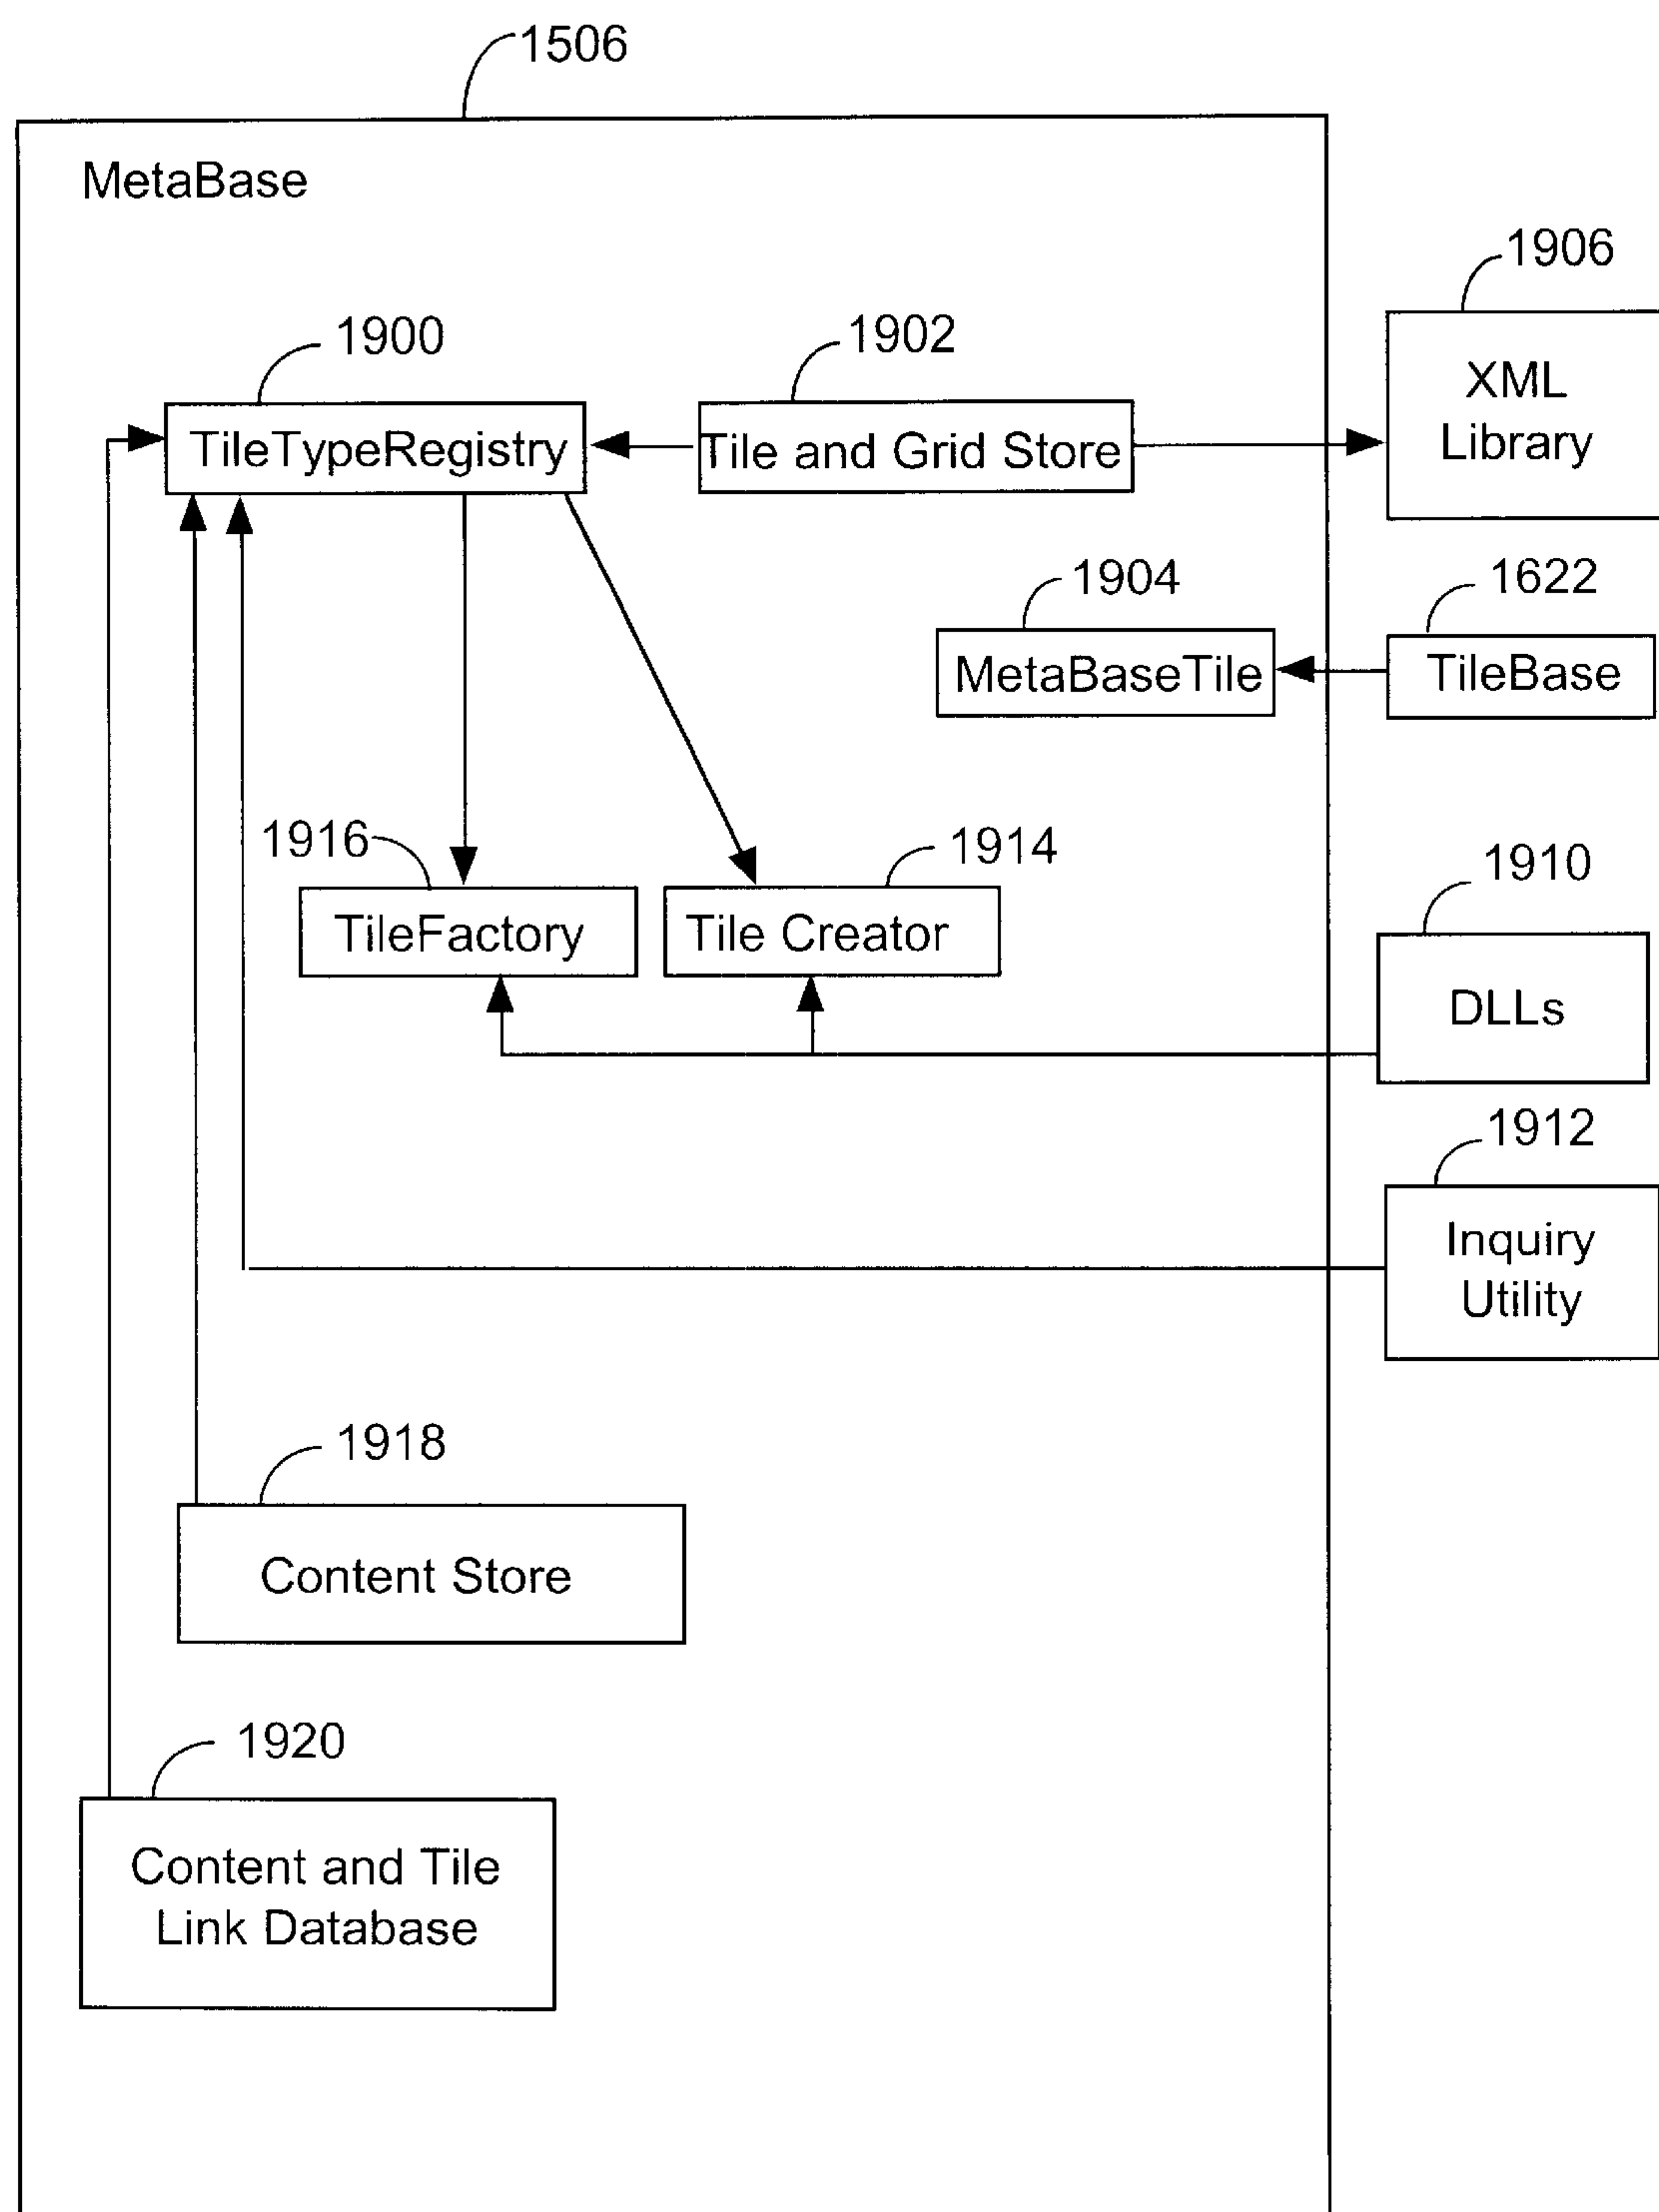 1506
MetaBase
1906
1900
1902
XML
Library
TileTypeRegistry
Tile and Grid Store
1904
1622
MetaBaseTile
TileBase
1916
1914
1910
TileFactory
Tile Creator
DLLs
1912
Inquiry
Utility
1918
Content Store
1920
Content and Tile
Link Database